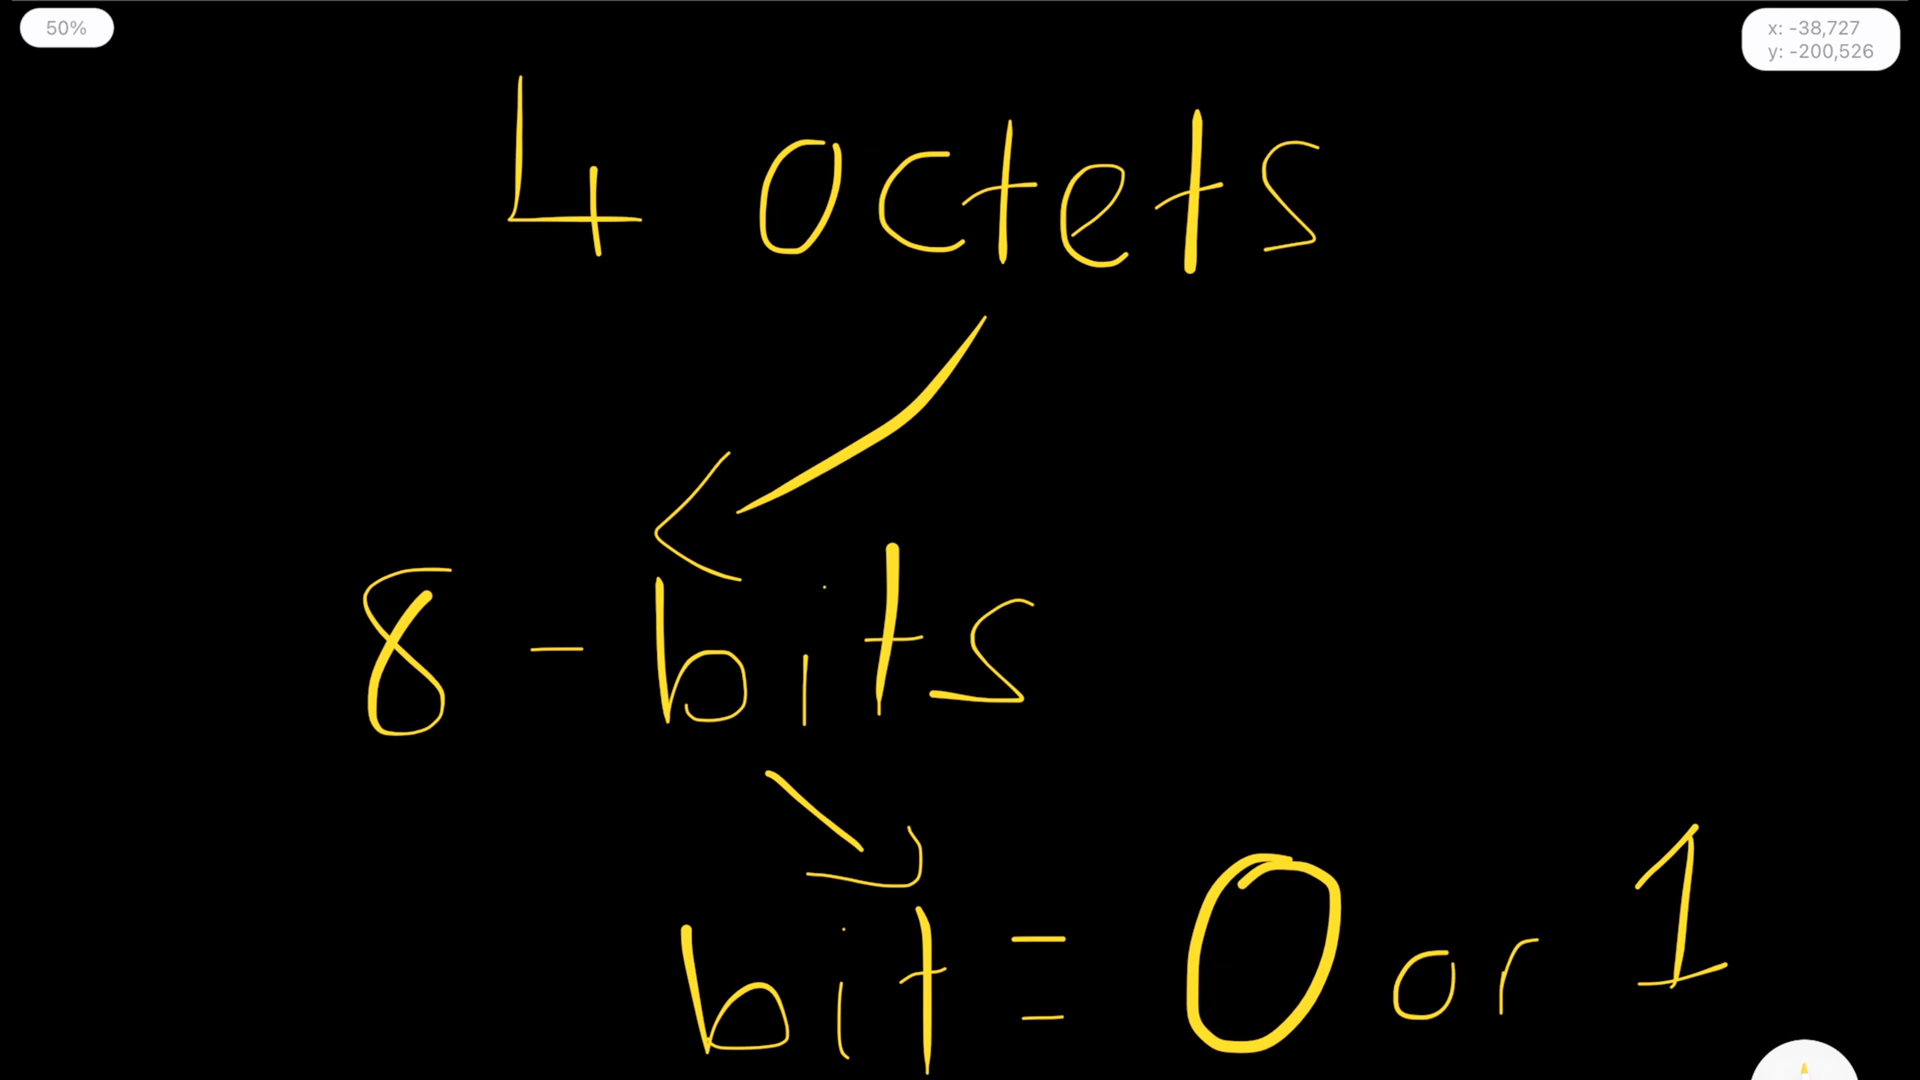 50%
x: -38,727
y: -200,526
4 octets
8 - bits
bit = 0 or 1